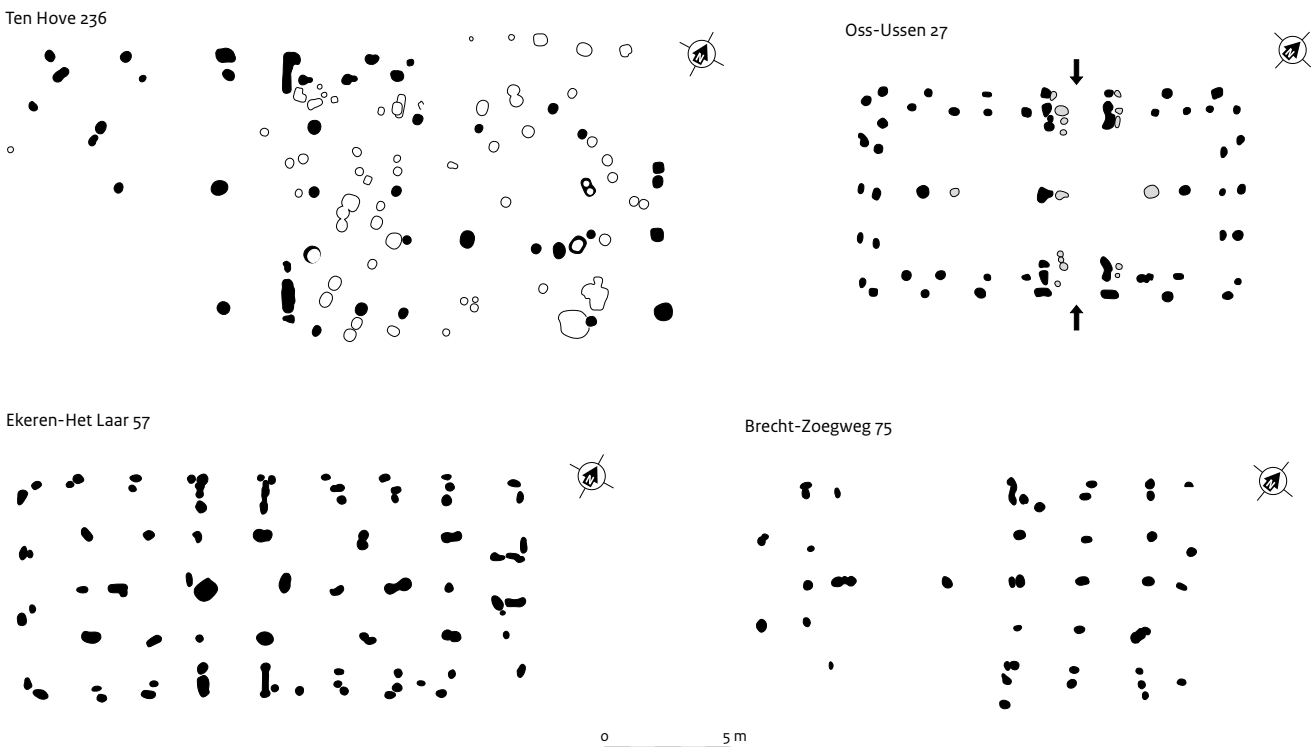 Ten Hove 236
Oss-Ussen 27
Ekeren-Het Laar 57
Brecht-Zoegweg 75
0 5 m